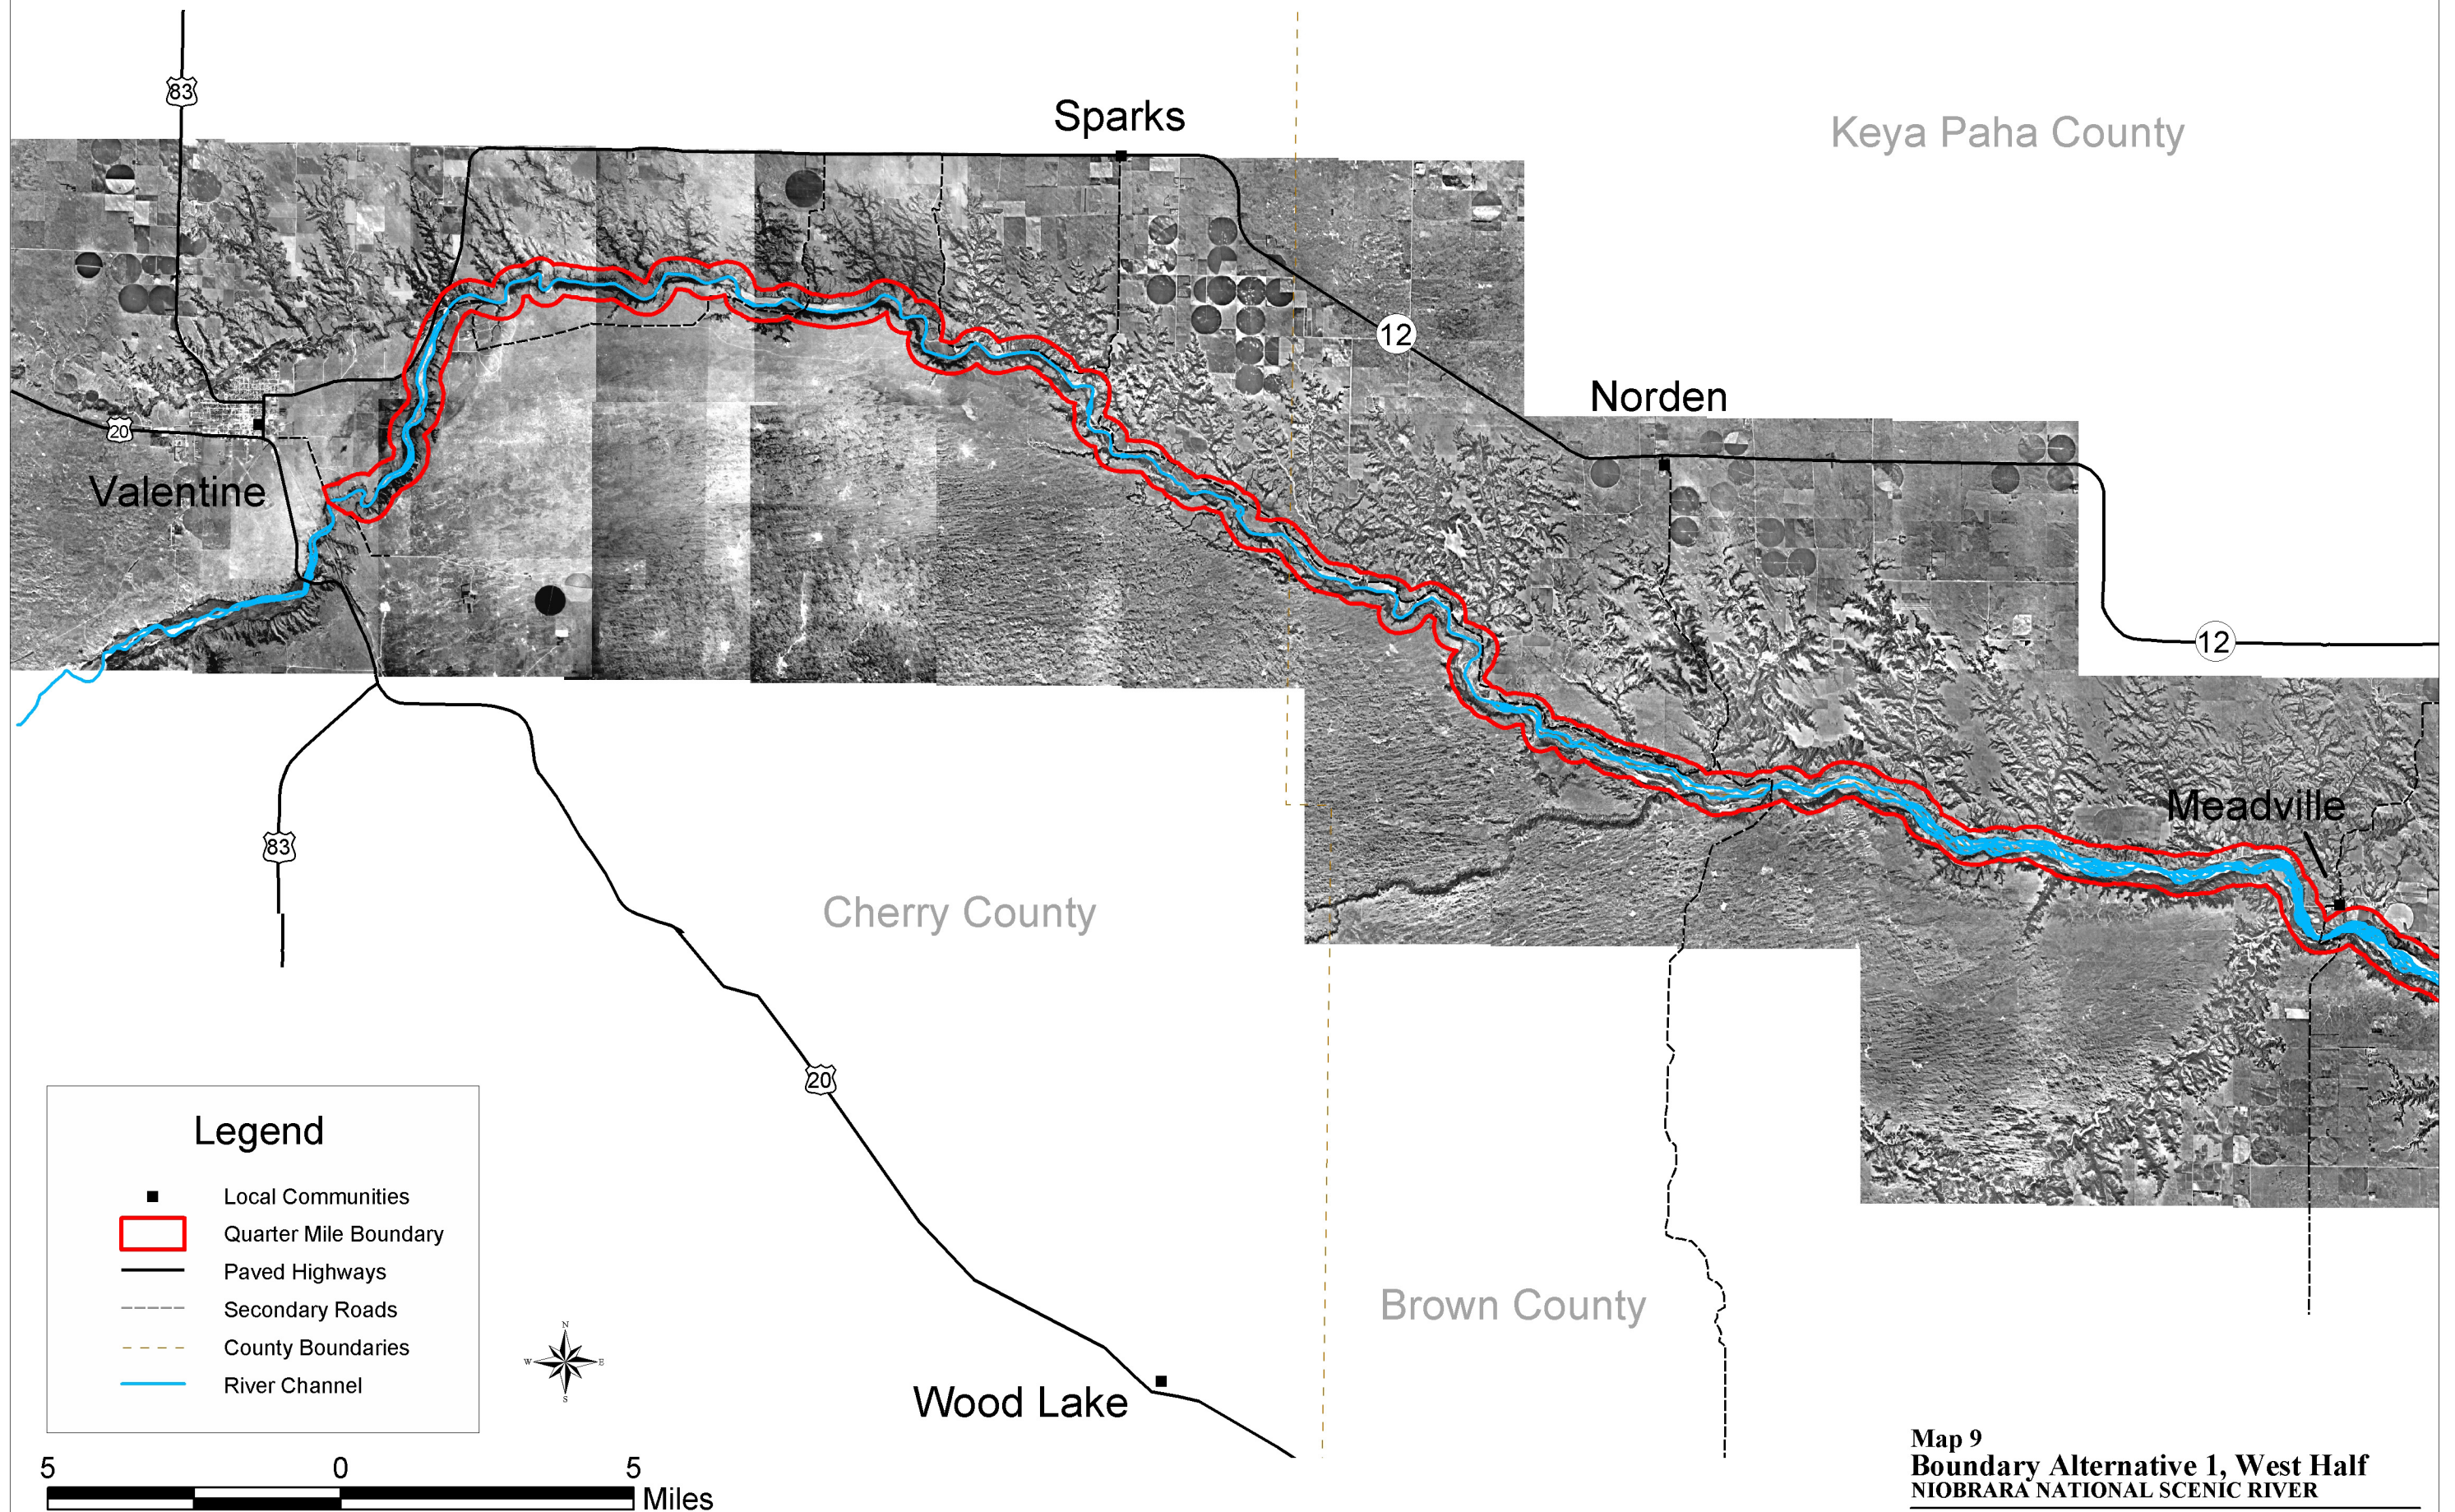 83
Sparks
Keya Paha County
12
Norden
20
Valentine
12
Meadville
83
Cherry County
20
Legend
Local Communities
Quarter Mile Boundary
Paved Highways
Secondary Roads
County Boundaries
River Channel
N
W E
S
Brown County
Wood Lake
5 0 5
Miles
Map 9
Boundary Alternative 1, West Half
NIOBRARA NATIONAL SCENIC RIVER